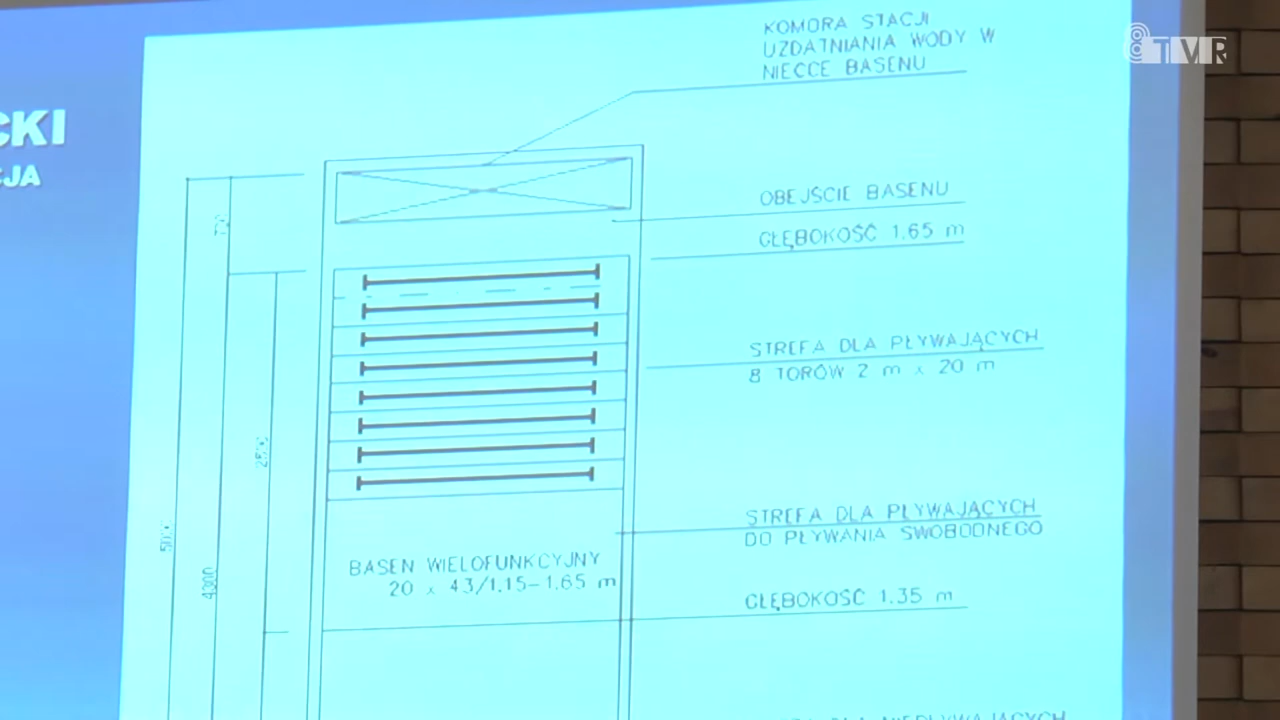 KOMORA STACJI
UZDATNIANIA WODY W
NIECCE BASENU
TVR
CKI
CJA
OBEJŚCIE BASENU
GŁĘBOKOŚĆ 1.65 m
STREFA DLA PŁYWAJĄCYCH
8 TORÓW 2 m x 20 m
STREFA DLA PŁYWAJĄCYCH
DO PŁYWANIA SWOBODNEGO
BASEN WIELOFUNKCYJNY
20 x 43/1.15-1.65 m
4300
GŁĘBOKOŚĆ 1.35 m